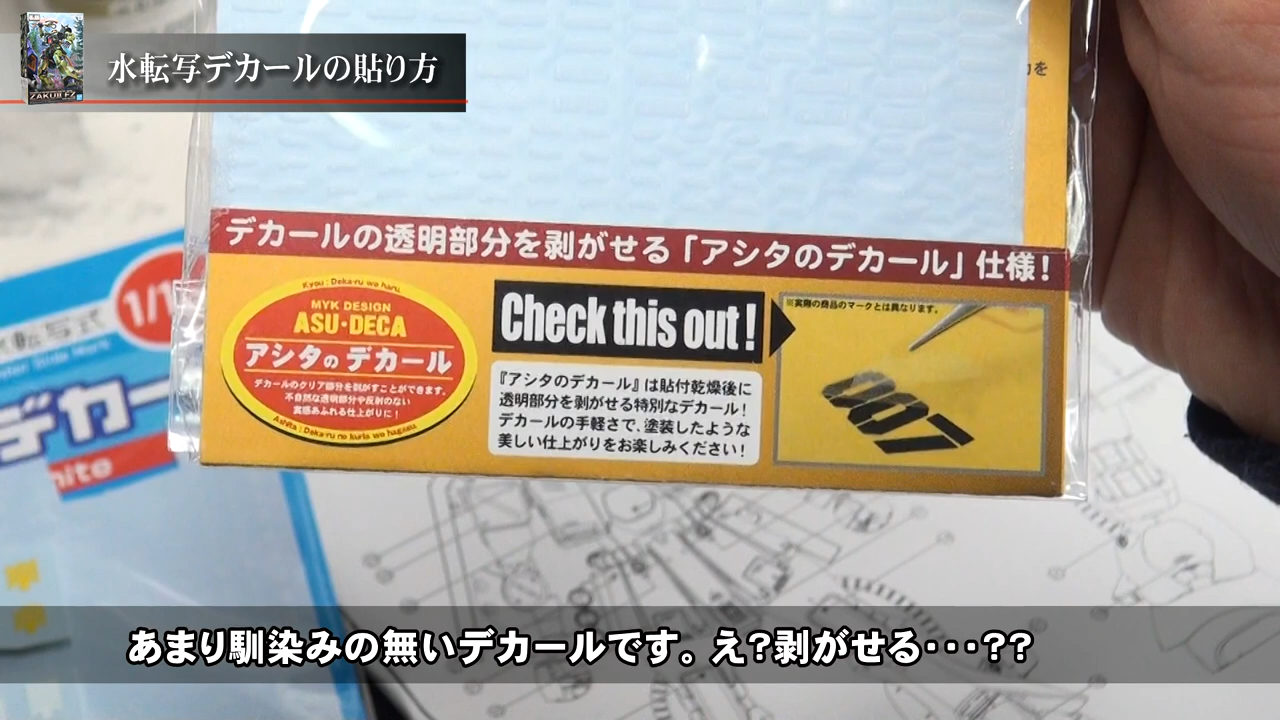 水転写デカールの貼り方
ZAKUⅡ FZ
を
デカールの透明部分を剥がせる「アシタのデカール」仕様!
Kyou : Deka-ru wo haru.
MYK DESIGN
ASU・DECA
アシタのデカール
デカールのクリア部分を剥がすことができます。
不自然な透明部分や反射のない
実感あふれる仕上がりに!
Ashita : Deka-ru no kuria wo hagasu.
Check this out!
『アシタのデカール』は貼付乾燥後に
透明部分を剥がせる特別なデカール!
デカールの手軽さで、塗装したような
美しい仕上がりをお楽しみください!
※実際の商品のマークとは異なります。
007
1/1
転写式
ater Slide Mark
デカー
hite
あまり馴染みの無いデカールです。え?剥がせる・・・??